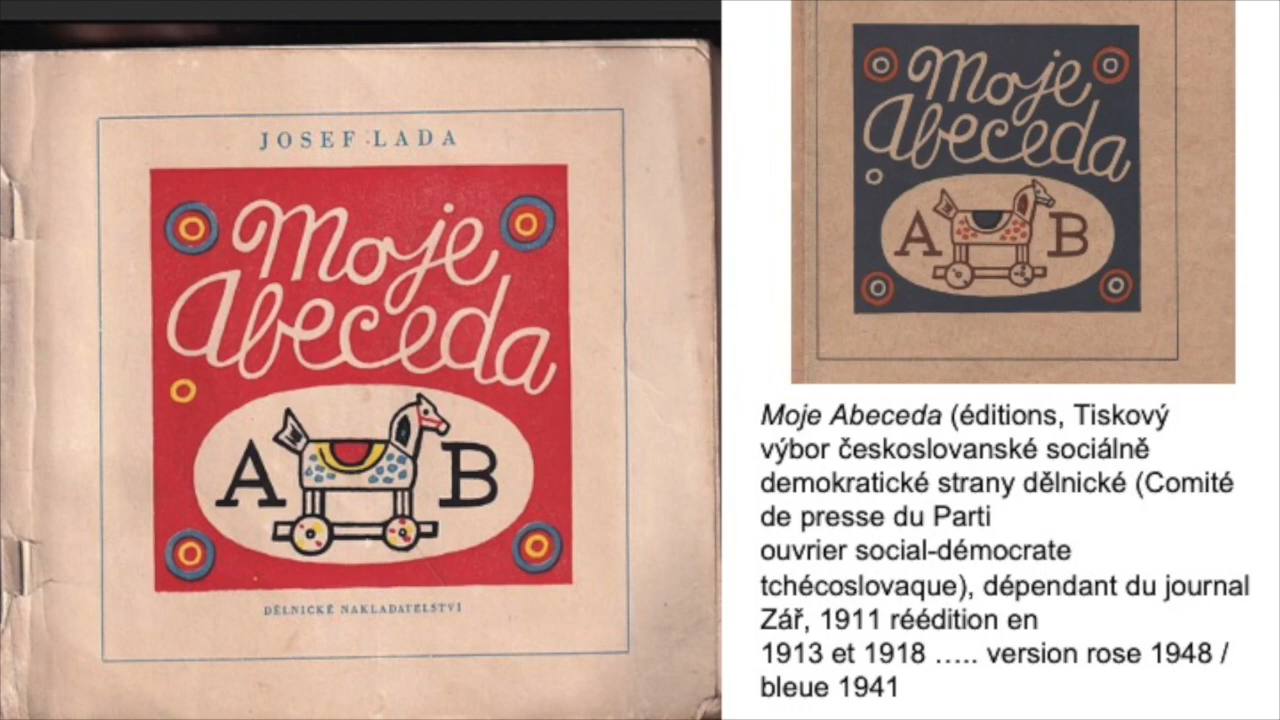 JOSEF LADA
Moje
Abeceda
A B
DĚLNICKÉ NAKLADATELSTVÍ
Moje
Abeceda
A B
Moje Abeceda (éditions, Tiskový
výbor českoslovanské sociálně
demokratické strany dělnické (Comité
de presse du Parti
ouvrier social-démocrate
tchécoslovaque), dépendant du journal
Zář, 1911 réédition en
1913 et 1918 ….. version rose 1948 /
bleue 1941